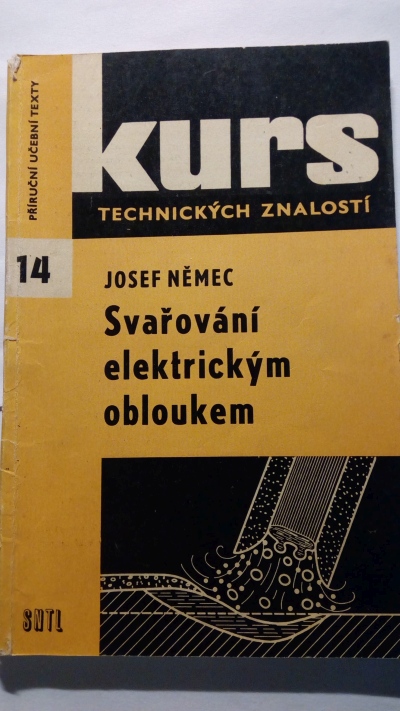 PŘÍRUČNÍ UČEBNÍ TEXTY
kurs
TECHNICKÝCH ZNALOSTÍ
14
JOSEF NĚMEC
Svařování
elektrickým
obloukem
SNTL